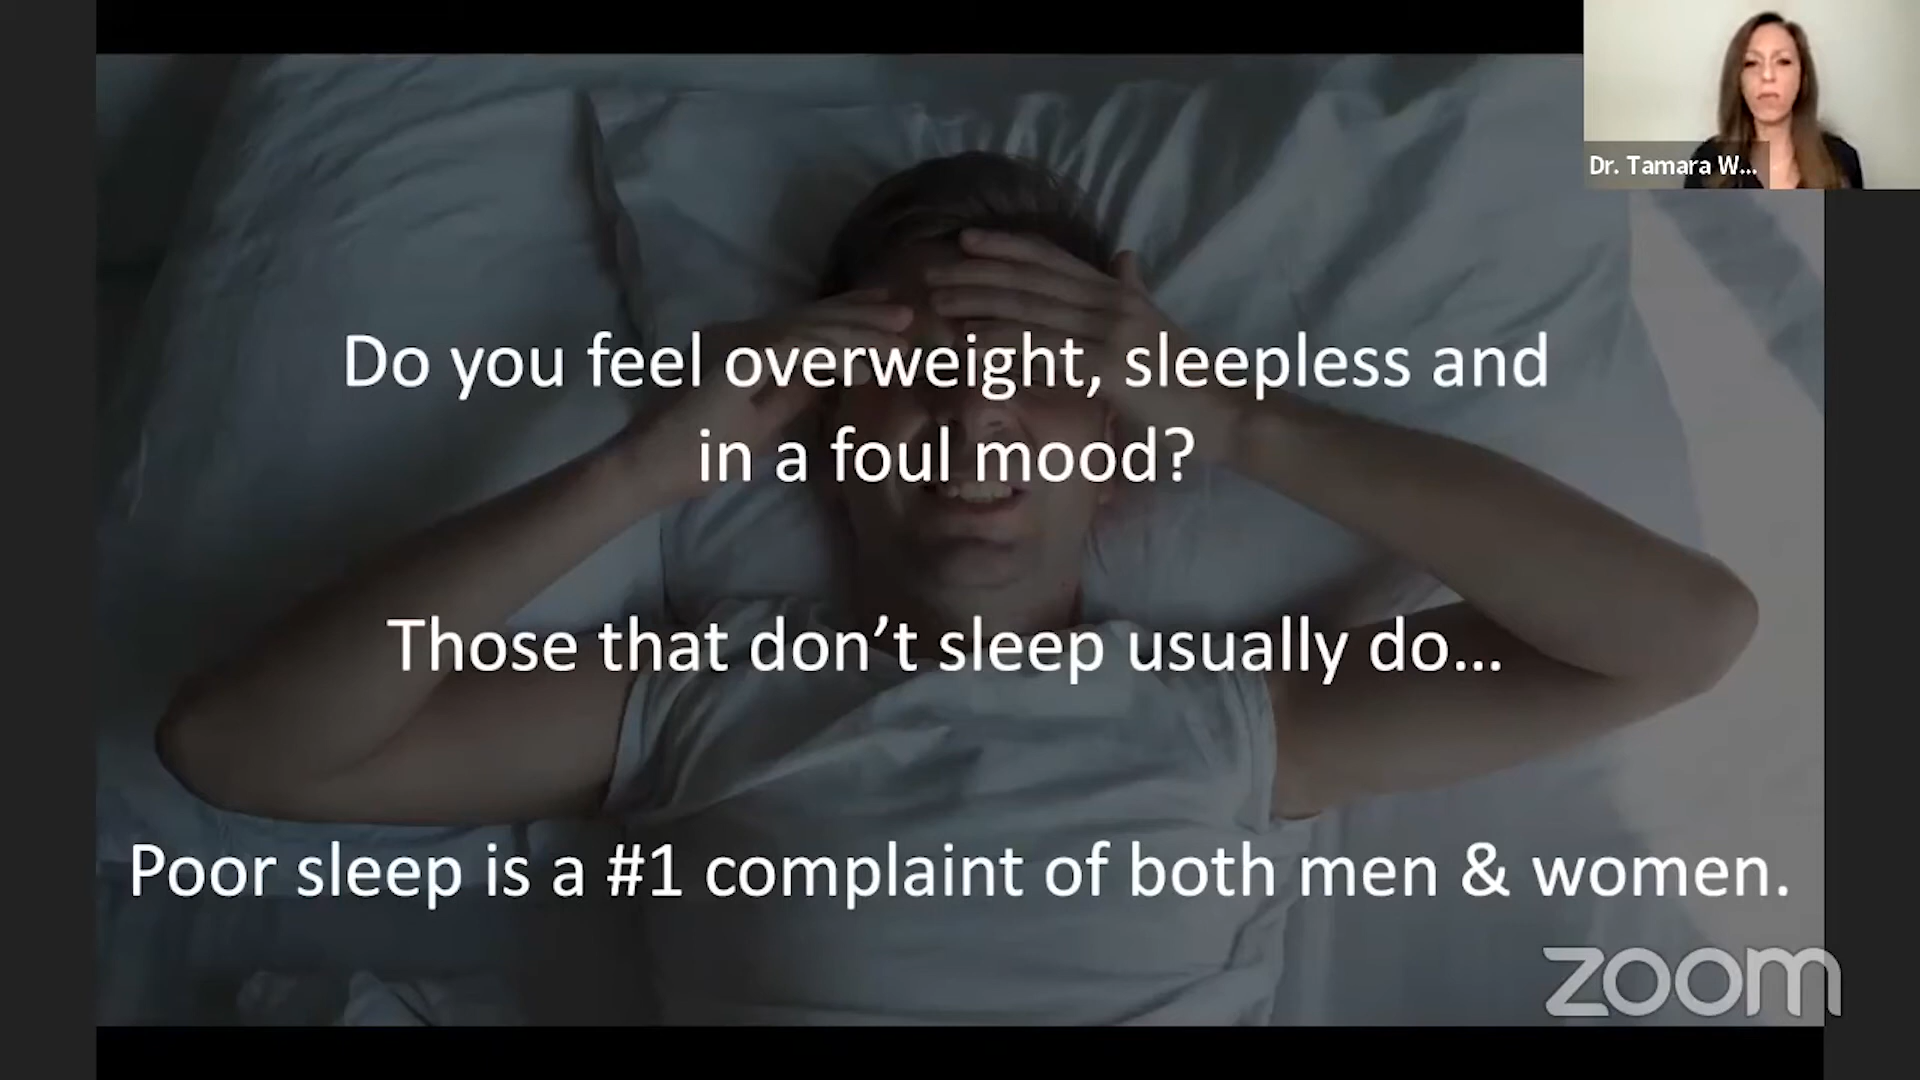 Dr. Tamara W...
Do you feel overweight, sleepless and
in a foul mood?
Those that don’t sleep usually do...
Poor sleep is a #1 complaint of both men & women.
zoom